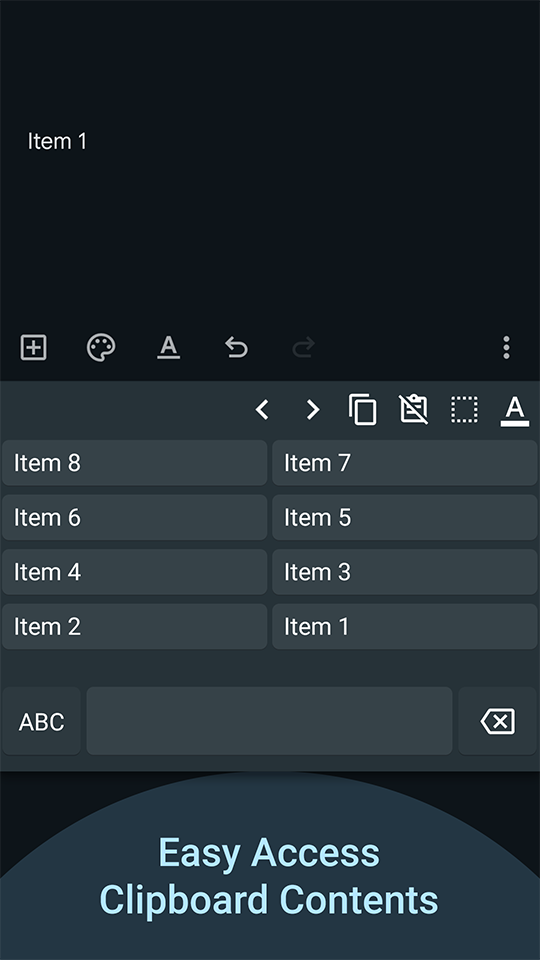 Item 1
A
A
Item 8 Item 7
Item 6 Item 5
Item 4 Item 3
Item 2 Item 1
ABC
Easy Access
Clipboard Contents